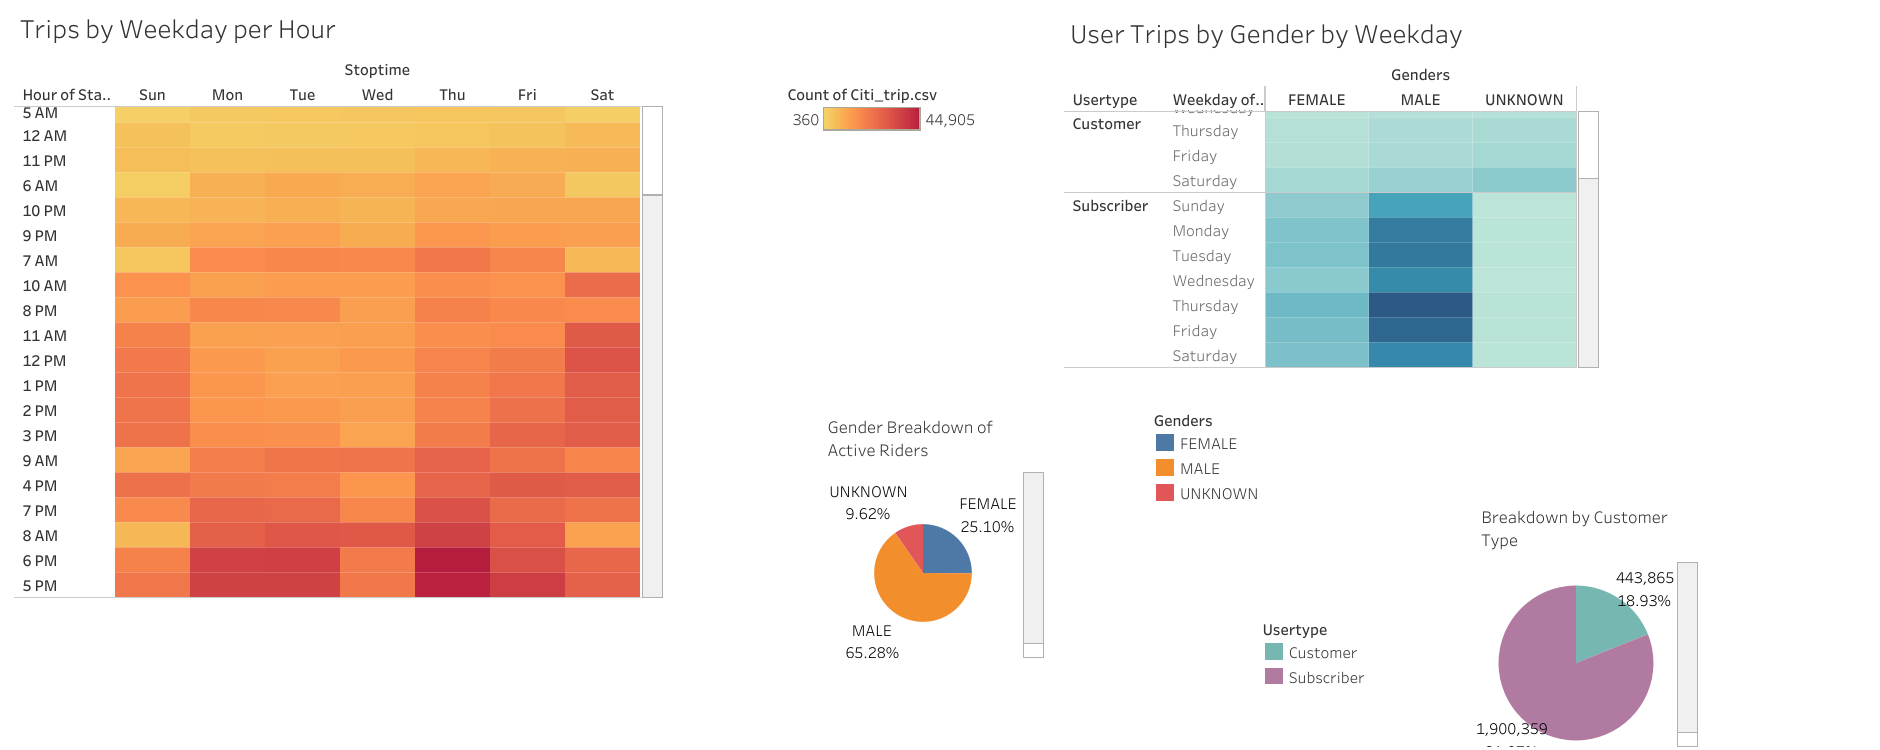 Trips by Weekday per Hour
Stoptime
Hour of Sta.. Sun Mon Tue Wed Thu Fri Sat
5 AM
12 AM
11 PM
6 AM
10 PM
9 PM
7 AM
10 AM
8 PM
11 AM
12 PM
1 PM
2 PM
3 PM
9 AM
4 PM
7 PM
8 AM
6 PM
5 PM
Count of Citi_trip.csv
360 44,905
User Trips by Gender by Weekday
Genders
Usertype Weekday of.. FEMALE MALE UNKNOWN
Wednesday
Customer
Thursday
Friday
Saturday
Subscriber Sunday
Monday
Tuesday
Wednesday
Thursday
Friday
Saturday
Gender Breakdown of
Active Riders
UNKNOWN
9.62%
FEMALE
25.10%
MALE
65.28%
Genders
FEMALE
MALE
UNKNOWN
Breakdown by Customer
Type
443,865
18.93%
1,900,359
Usertype
Customer
Subscriber